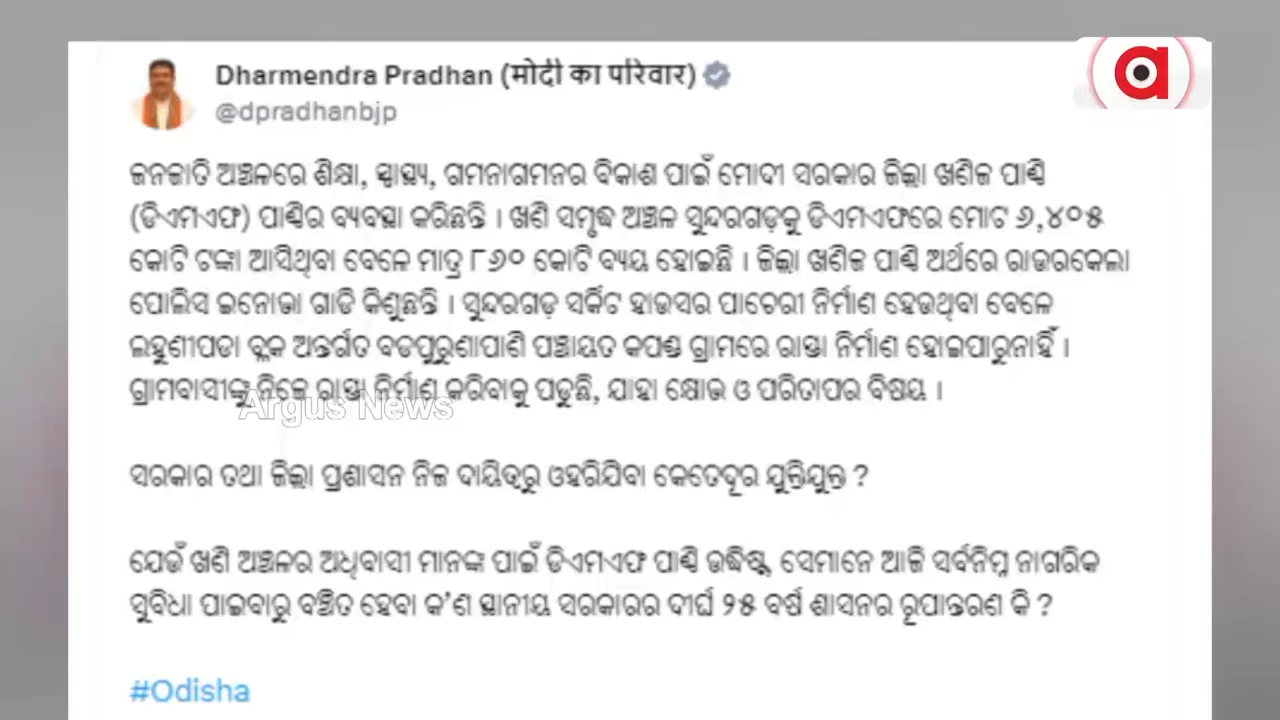 Dharmendra Pradhan (मोदी का परिवार)
@dpradhanbjp
ଜନଜାତି ଅଞ୍ଚଳରେ ଶିକ୍ଷା, ସ୍ୱାସ୍ଥ୍ୟ, ଗମନାଗମନର ବିକାଶ ପାଇଁ ମୋଦୀ ସରକାର ଜିଲ୍ଲା ଖଣିଜ ପାଣ୍ଠି
(ଡିଏମଏଫ) ପାଣ୍ଠିର ବ୍ୟବସ୍ଥା କରିଛନ୍ତି । ଖଣି ସମୃଦ୍ଧ ଅଞ୍ଚଳ ସୁନ୍ଦରଗଡ଼କୁ ଡିଏମଏଫରେ ମୋଟ ୬,୪୦୫
କୋଟି ଟଙ୍କା ଆସିଥିବା ବେଳେ ମାତ୍ର ୮୬୦ କୋଟି ବ୍ୟୟ ହୋଇଛି । ଜିଲ୍ଲା ଖଣିଜ ପାଣ୍ଠି ଅର୍ଥରେ ରାଉରକେଲା
ପୋଲିସ ଇନୋଭା ଗାଡି କିଣୁଛନ୍ତି । ସୁନ୍ଦରଗଡ଼ ସର୍କିଟ ହାଉସର ପାଚେରୀ ନିର୍ମାଣ ହେଉଥିବା ବେଳେ
ଲହୁଣୀପଡା ବ୍ଲକ ଅନ୍ତର୍ଗତ ବଡପୁରୁଣାପାଣି ପଞ୍ଚାୟତ କପଣ୍ଡ ଗ୍ରାମରେ ରାସ୍ତା ନିର୍ମାଣ ହୋଇପାରୁନାହିଁ ।
ଗ୍ରାମବାସୀଙ୍କୁ ନିଜେ ରାସ୍ତା ନିର୍ମାଣ କରିବାକୁ ପଡୁଛି, ଯାହା କ୍ଷୋଭ ଓ ପରିତାପର ବିଷୟ ।
Argus News
ସରକାର ତଥା ଜିଲ୍ଲା ପ୍ରଶାସନ ନିଜ ଦାୟିତ୍ୱରୁ ଓହରିଯିବା କେତେଦୂର ଯୁକ୍ତିଯୁକ୍ତ ?
ଯେଉଁ ଖଣି ଅଞ୍ଚଳର ଅଧିବାସୀ ମାନଙ୍କ ପାଇଁ ଡିଏମଏଫ ପାଣ୍ଠି ଉଦ୍ଧିଷ୍ଟ, ସେମାନେ ଆଜି ସର୍ବନିମ୍ନ ନାଗରିକ
ସୁବିଧା ପାଇବାରୁ ବଞ୍ଚିତ ହେବା କ'ଣ ସ୍ଥାନୀୟ ସରକାରର ଦୀର୍ଘ ୨୫ ବର୍ଷ ଶାସନର ରୂପାନ୍ତରଣ କି ?
#Odisha